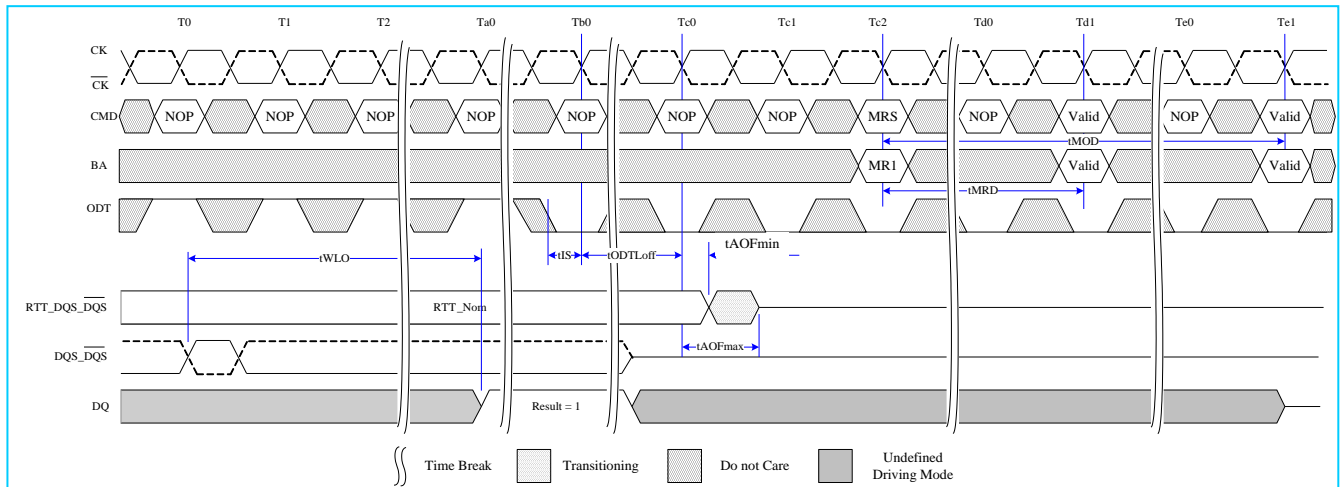 T0 T1 T2 Ta0 Tb0 Tc0 Tc1 Tc2 Td0 Td1 Te0 Te1
CK
CK
CMD NOP NOP NOP NOP NOP NOP NOP MRS NOP Valid NOP Valid
tMOD
BA MR1 Valid Valid
tMRD
ODT
tAOFmin
tWLO tIS tODTLoff
RTT_DQS_DQS RTT_Nom
tAOFmax
DQS_DQS
DQ Result = 1
Time Break Transitioning Do not Care Undefined
Driving Mode